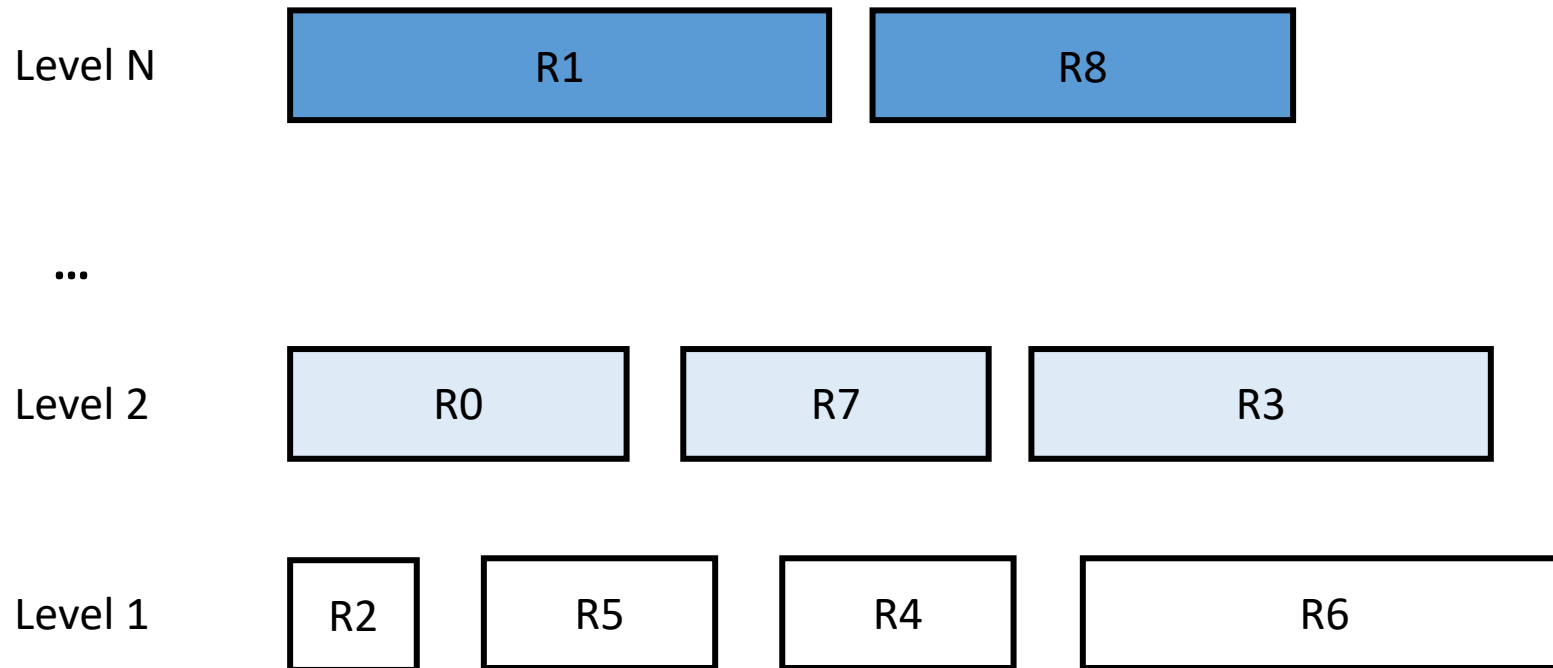 Level N R1 R8
...
Level 2 R0 R7 R3
Level 1 R2 R5 R4 R6